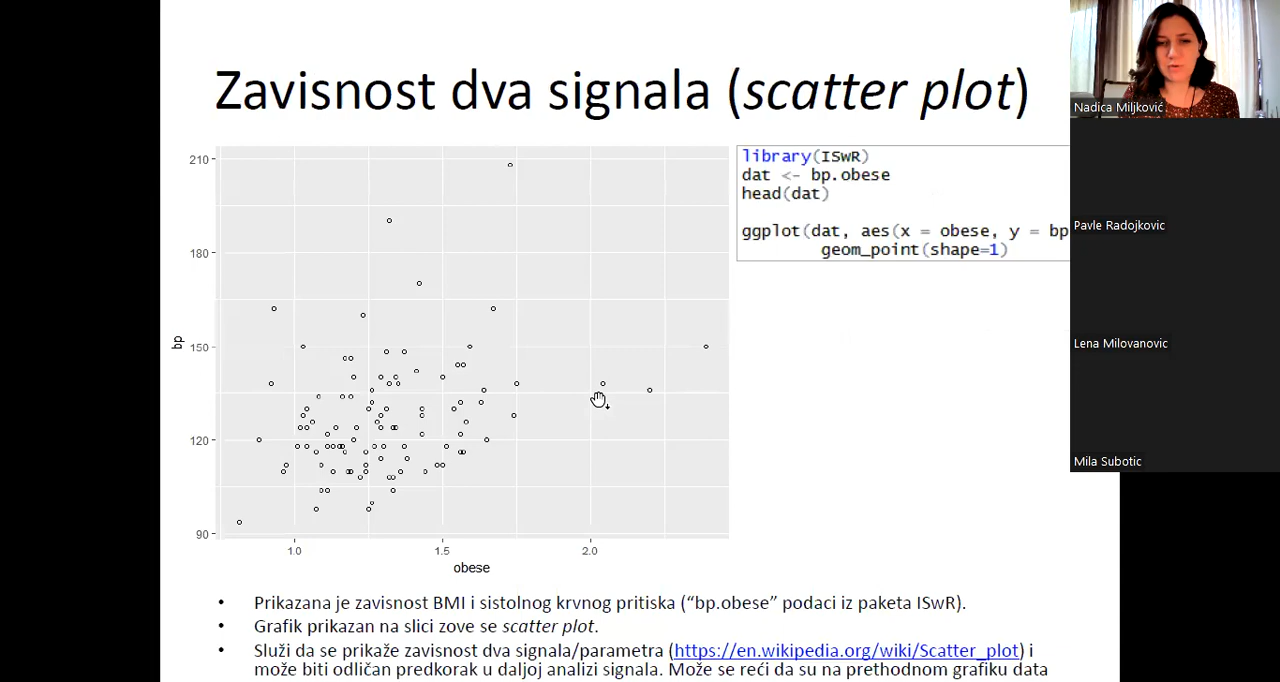 Zavisnost dva signala (scatter plot)
210
180
150
120
90
bp
1.0 1.5 2.0
obese
library(ISwR)
dat <- bp.obese
head(dat)
ggplot(dat, aes(x = obese, y = bp
geom_point(shape=1)
Nadica Miljković
Pavle Radojkovic
Lena Milovanovic
Mila Subotic
• Prikazana je zavisnost BMI i sistolnog krvnog pritiska (“bp.obese” podaci iz paketa ISwR).
• Grafik prikazan na slici zove se scatter plot.
• Služi da se prikaže zavisnost dva signala/parametra (https://en.wikipedia.org/wiki/Scatter_plot) i
može biti odličan predkorak u daljoj analizi signala. Može se reći da su na prethodnom grafiku data